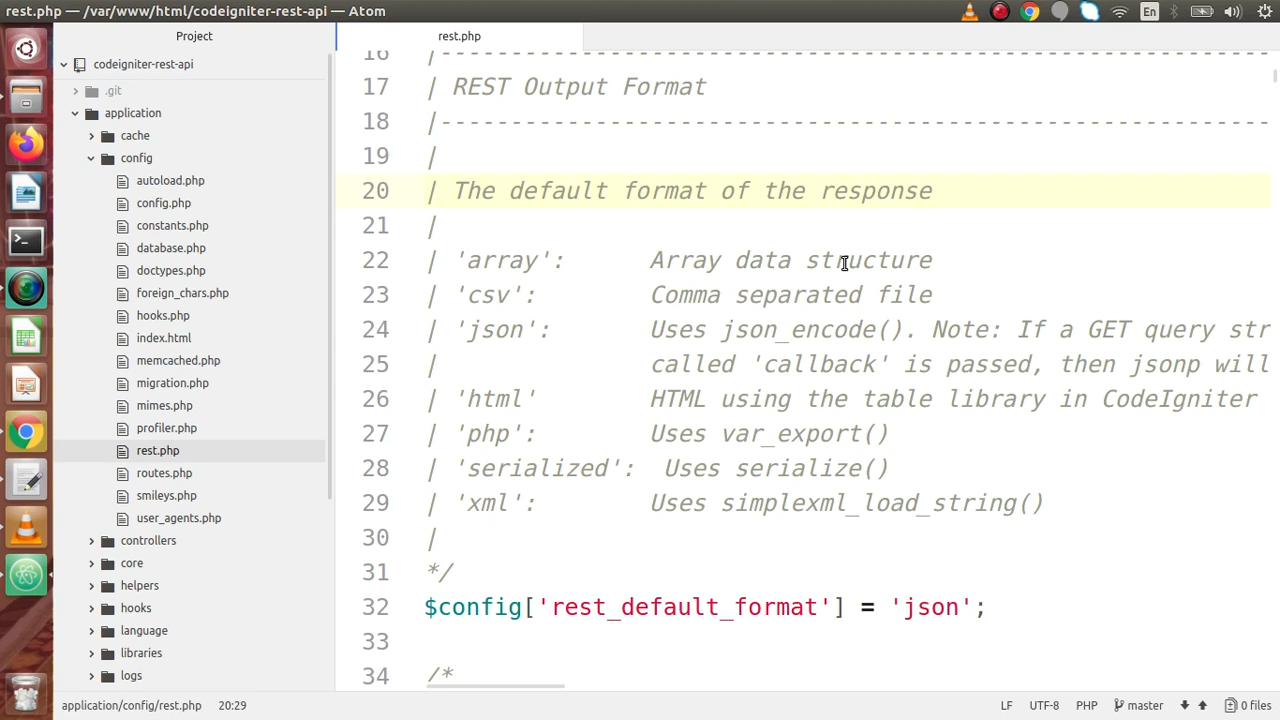 rest.php — /var/www/html/codeigniter-rest-api — Atom
En
Project
codeigniter-rest-api
.git
application
cache
config
autoload.php
config.php
constants.php
database.php
doctypes.php
foreign_chars.php
hooks.php
index.html
memcached.php
migration.php
mimes.php
profiler.php
rest.php
routes.php
smileys.php
user_agents.php
controllers
core
helpers
hooks
language
libraries
logs
rest.php
16 |-----------------------------------------------------------
17 | REST Output Format
18 |-----------------------------------------------------------
19 |
20 | The default format of the response
21 |
22 | 'array': Array data structure
23 | 'csv': Comma separated file
24 | 'json': Uses json_encode(). Note: If a GET query str
25 | called 'callback' is passed, then jsonp will
26 | 'html' HTML using the table library in CodeIgniter
27 | 'php': Uses var_export()
28 | 'serialized': Uses serialize()
29 | 'xml': Uses simplexml_load_string()
30 |
31 */
32 $config['rest_default_format'] = 'json';
33
34 /*
application/config/rest.php 20:29
LF UTF-8 PHP master 0 files